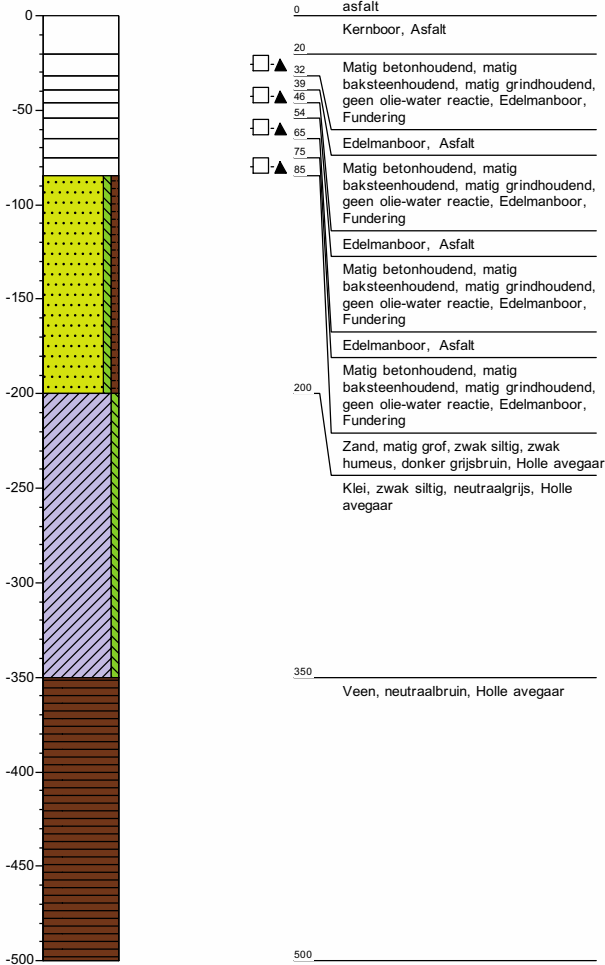 asfalt
0
0
Kernboor, Asfalt
20
Matig betonhoudend, matig
baksteenhoudend, matig grindhoudend,
geen olie-water reactie, Edelmanboor,
Fundering
32
Edelmanboor, Asfalt
39
Matig betonhoudend, matig
baksteenhoudend, matig grindhoudend,
geen olie-water reactie, Edelmanboor,
Fundering
46
Edelmanboor, Asfalt
54
Matig betonhoudend, matig
baksteenhoudend, matig grindhoudend,
geen olie-water reactie, Edelmanboor,
Fundering
65
Edelmanboor, Asfalt
75
Matig betonhoudend, matig
baksteenhoudend, matig grindhoudend,
geen olie-water reactie, Edelmanboor,
Fundering
85
Zand, matig grof, zwak siltig, zwak
humeus, donker grijsbruin, Holle avegaar
200
Klei, zwak siltig, neutraalgrijs, Holle
avegaar
350
Veen, neutraalbruin, Holle avegaar
500
-50
-100
-150
-200
-250
-300
-350
-400
-450
-500